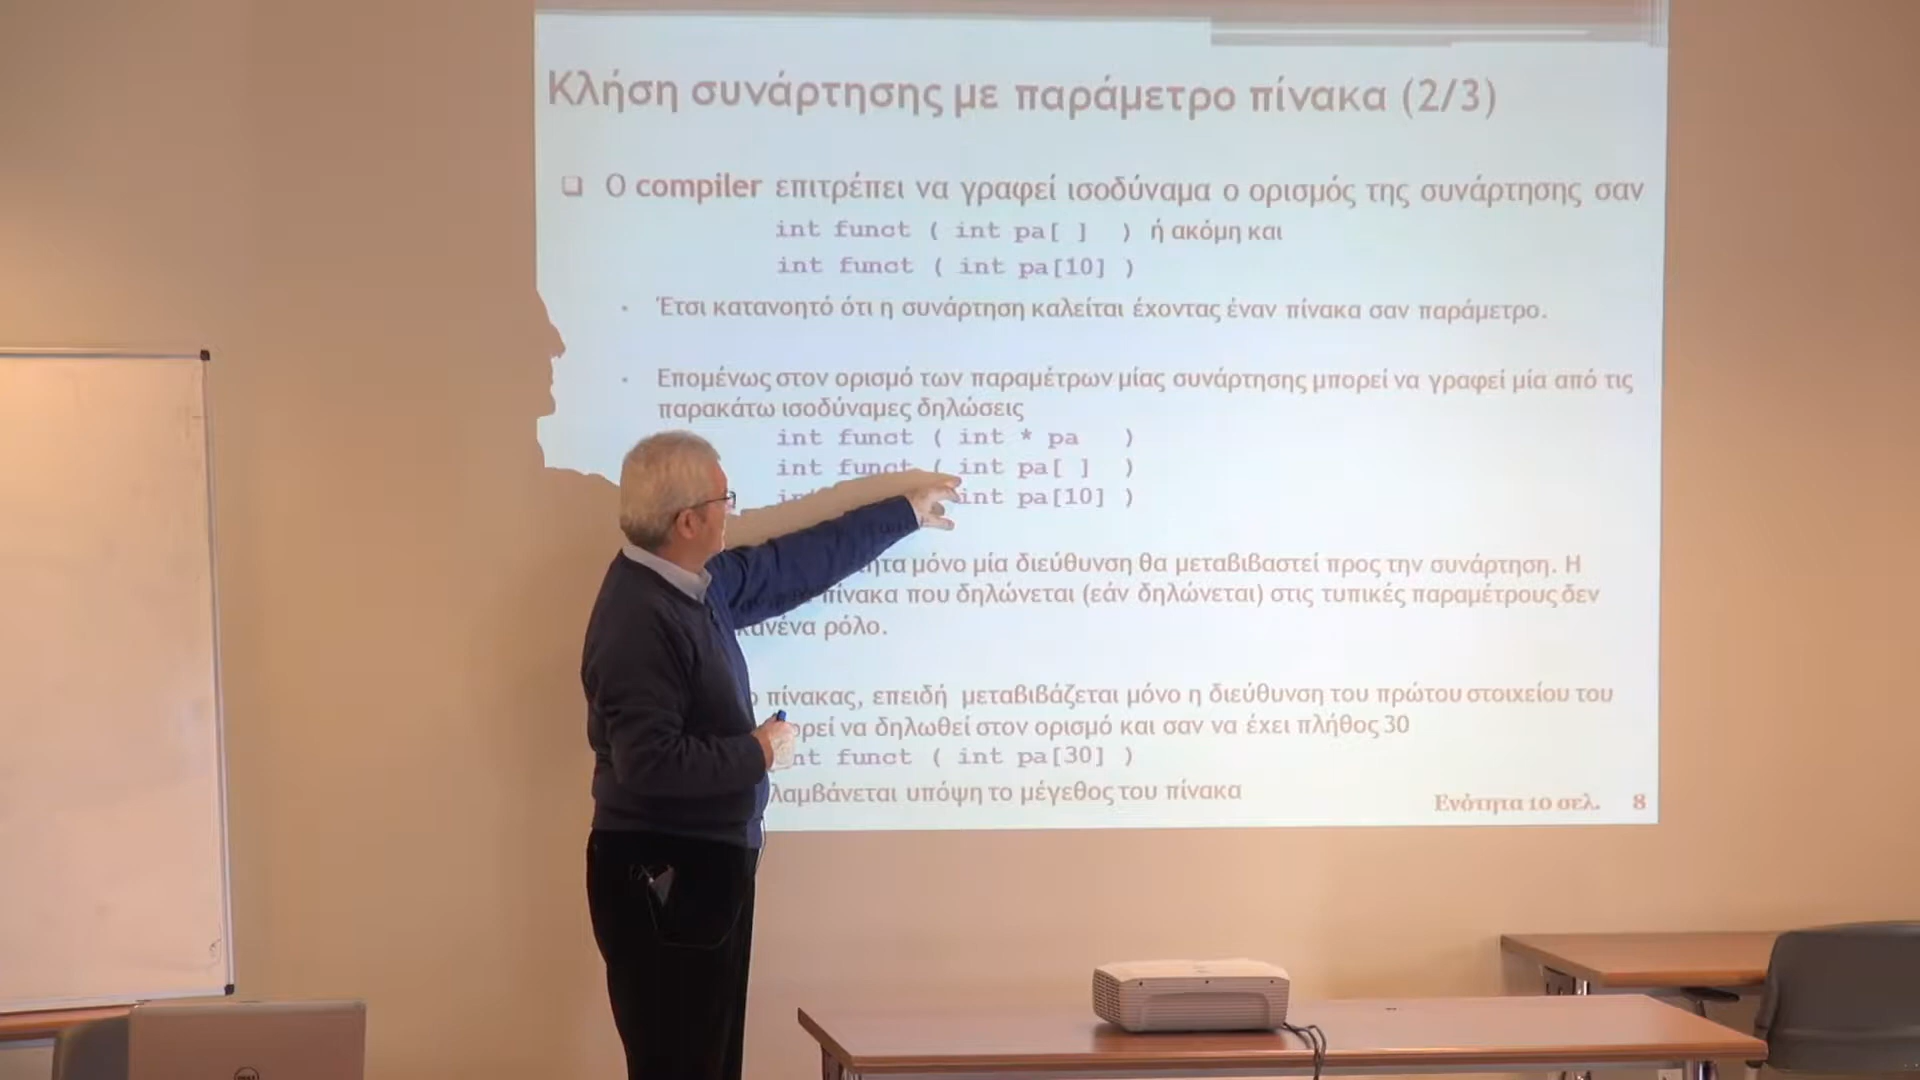 Κλήση συνάρτησης με παράμετρο πίνακα (2/3)
❑ Ο compiler επιτρέπει να γραφεί ισοδύναμα ο ορισμός της συνάρτησης σαν
int funct ( int pa[ ] ) ή ακόμη και
int funct ( int pa[10] )
• Έτσι κατανοητό ότι η συνάρτηση καλείται έχοντας έναν πίνακα σαν παράμετρο.
• Επομένως στον ορισμό των παραμέτρων μίας συνάρτησης μπορεί να γραφεί μία από τις
παρακάτω ισοδύναμες δηλώσεις
int funct ( int * pa )
int funct ( int pa[ ] )
int pa[10] )
μόνο μία διεύθυνση θα μεταβιβαστεί προς την συνάρτηση. Η
πίνακα που δηλώνεται (εάν δηλώνεται) στις τυπικές παραμέτρους δεν
κανένα ρόλο.
πίνακας, επειδή μεταβιβάζεται μόνο η διεύθυνση του πρώτου στοιχείου του
να δηλωθεί στον ορισμό και σαν να έχει πλήθος 30
int funct ( int pa[30] )
λαμβάνεται υπόψη το μέγεθος του πίνακα
Ενότητα 10 σελ. 8
DELL